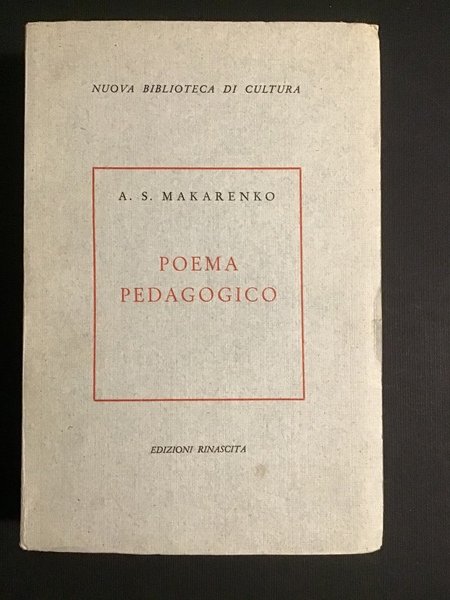 NUOVA BIBLIOTECA DI CULTURA
A. S. MAKARENKO
POEMA
PEDAGOGICO
EDIZIONI RINASCITA